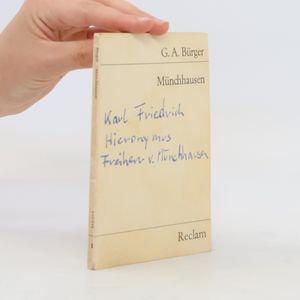 G. A. Bürger
Münchhausen
Karl Friedrich
Hieronymus
Freiherr v. Münchhausen
Reclam